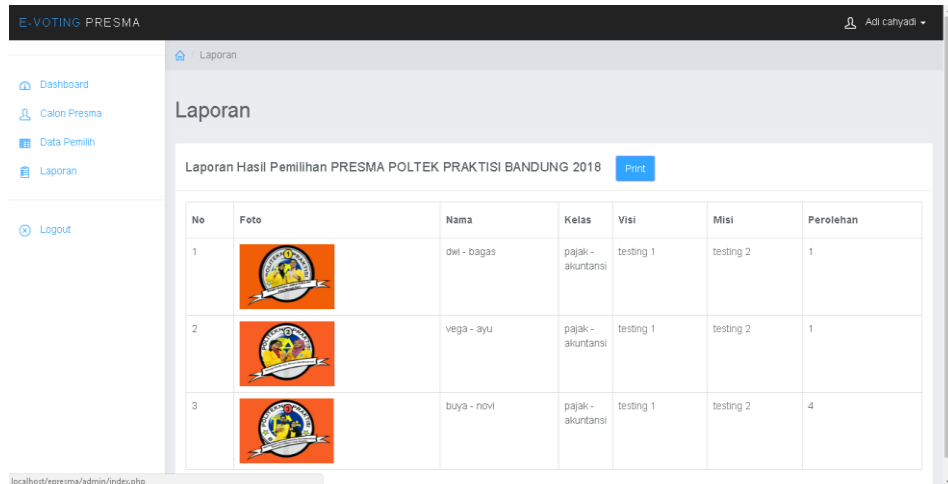 E-VOTING PRESMA
Adi cahyadi
Laporan
Dashboard
Calon Presma
Data Pemilih
Laporan
Logout
Laporan
Laporan Hasil Pemilihan PRESMA POLTEK PRAKTISI BANDUNG 2018 Print
No Foto Nama Kelas Visi Misi Perolehan
1 dwi - bagas pajak - testing 1 testing 2 1
akuntansi
2 vega - ayu pajak - testing 1 testing 2 1
akuntansi
3 buya - novi pajak - testing 1 testing 2 4
akuntansi
localhost/epresma/admin/index.php